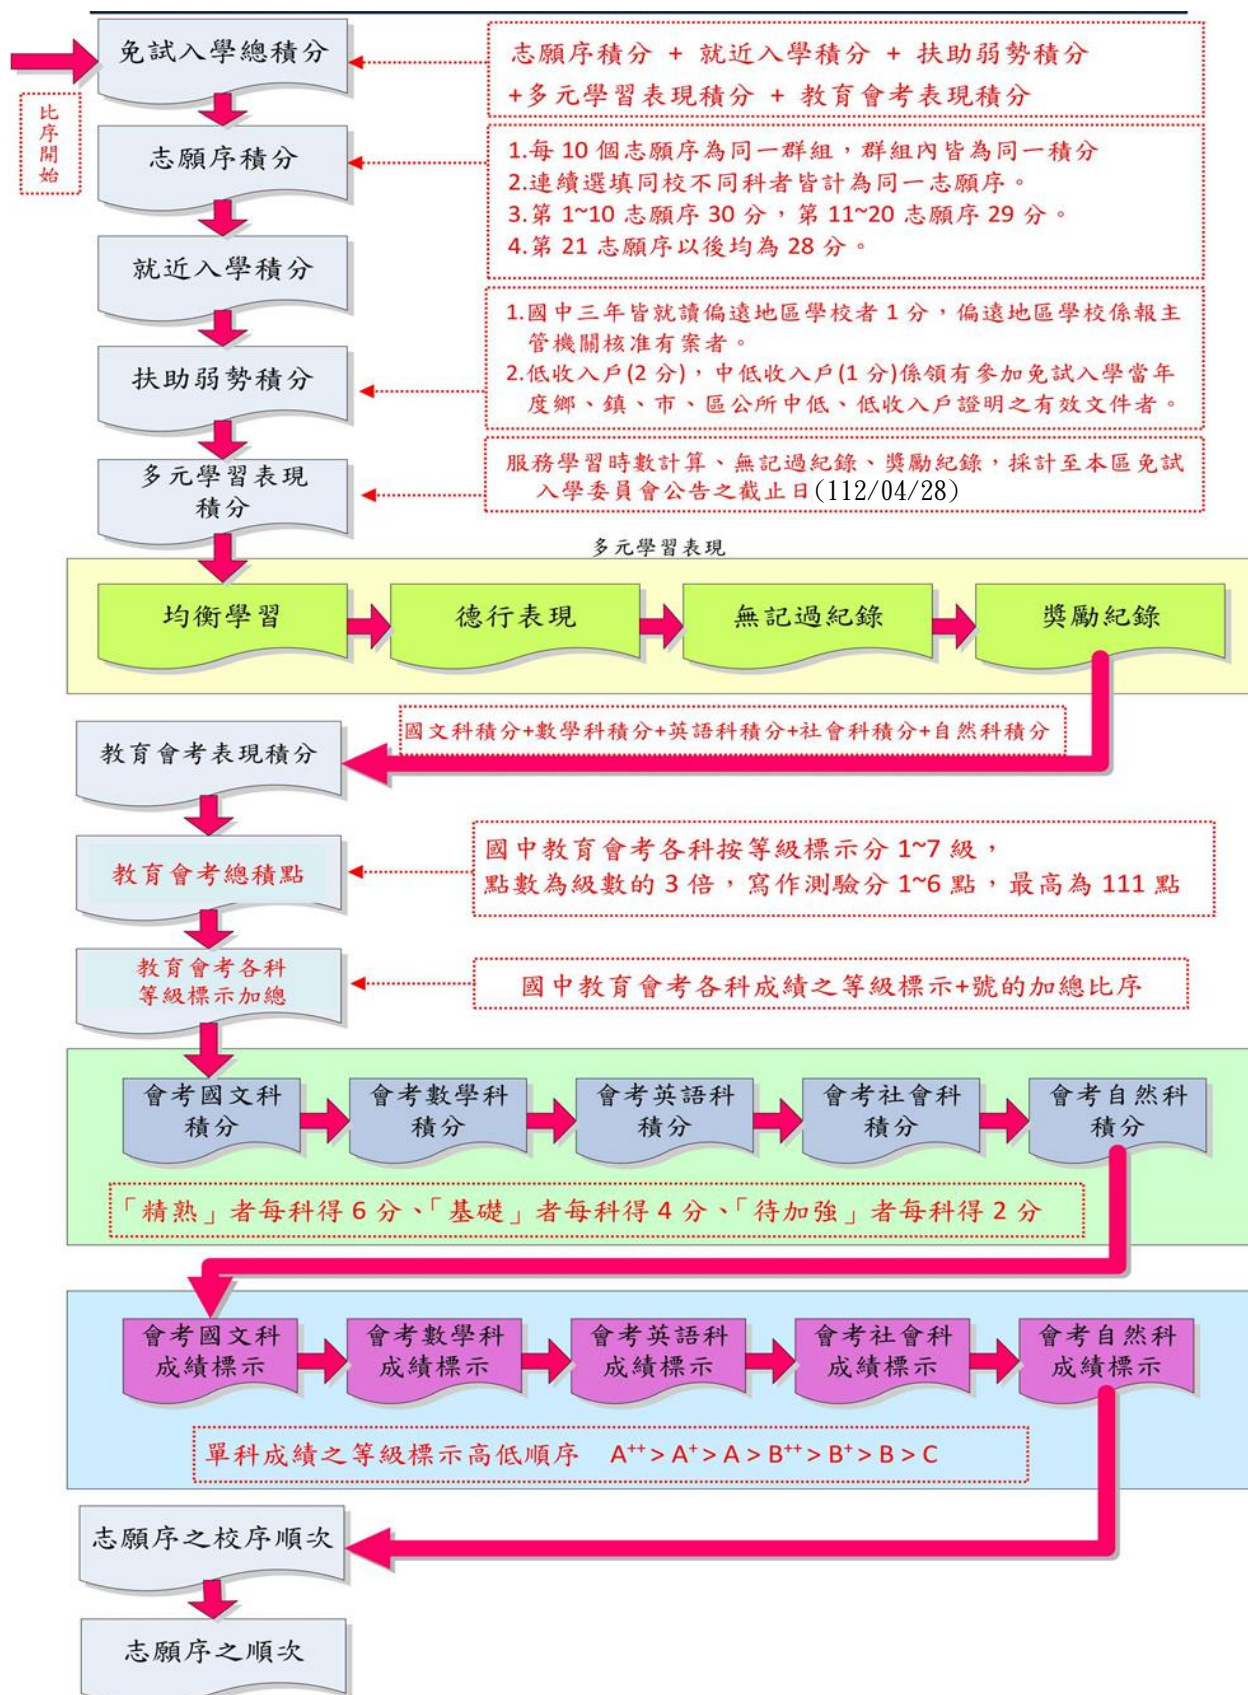 免試入學總積分
志願序積分 + 就近入學積分 + 扶助弱勢積分
+多元學習表現積分 + 教育會考表現積分
比序開始
志願序積分
1.每 10 個志願序為同一群組，群組內皆為同一積分
2.連續選填同校不同科者皆計為同一志願序。
3.第 1~10 志願序 30 分，第 11~20 志願序 29 分。
4.第 21 志願序以後均為 28 分。
就近入學積分
扶助弱勢積分
1.國中三年皆就讀偏遠地區學校者 1 分，偏遠地區學校係報主
管機關核准有案者。
2.低收入戶(2 分)，中低收入戶(1 分)係領有參加免試入學當年
度鄉、鎮、市、區公所中低、低收入戶證明之有效文件者。
多元學習表現
積分
服務學習時數計算、無記過紀錄、獎勵紀錄，採計至本區免試
入學委員會公告之截止日(112/04/28)
多元學習表現
均衡學習
德行表現
無記過紀錄
獎勵紀錄
國文科積分+數學科積分+英語科積分+社會科積分+自然科積分
教育會考表現積分
教育會考總積點
國中教育會考各科按等級標示分 1~7 級，
點數為級數的 3 倍，寫作測驗分 1~6 點，最高為 111 點
教育會考各科
等級標示加總
國中教育會考各科成績之等級標示+號的加總比序
會考國文科
積分
會考數學科
積分
會考英語科
積分
會考社會科
積分
會考自然科
積分
「精熟」者每科得 6 分、「基礎」者每科得 4 分、「待加強」者每科得 2 分
會考國文科
成績標示
會考數學科
成績標示
會考英語科
成績標示
會考社會科
成績標示
會考自然科
成績標示
單科成績之等級標示高低順序 A⁺⁺ > A⁺ > A > B⁺⁺ > B⁺ > B > C
志願序之校序順次
志願序之順次